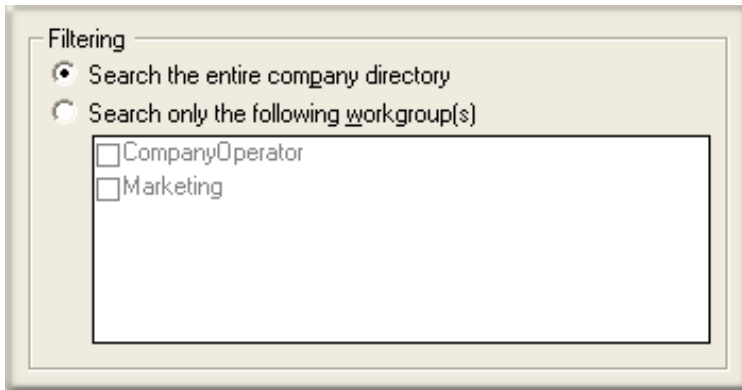 Filtering
Search the entire company directory
Search only the following workgroup(s)
CompanyOperator
Marketing